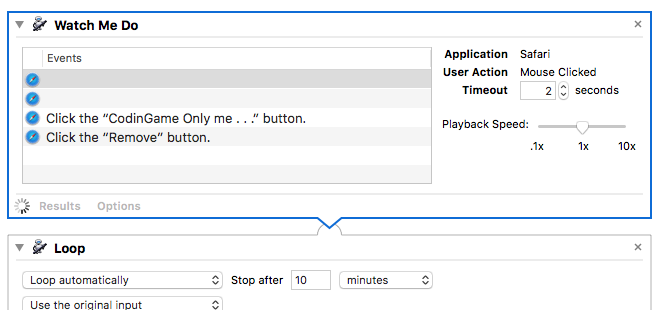 Watch Me Do
Events
Click the “CodinGame Only me . . .” button.
Click the “Remove” button.
Application Safari
User Action Mouse Clicked
Timeout 2 seconds
Playback Speed:
.1x 1x 10x
Results Options
Loop
Loop automatically Stop after 10 minutes
Use the original input